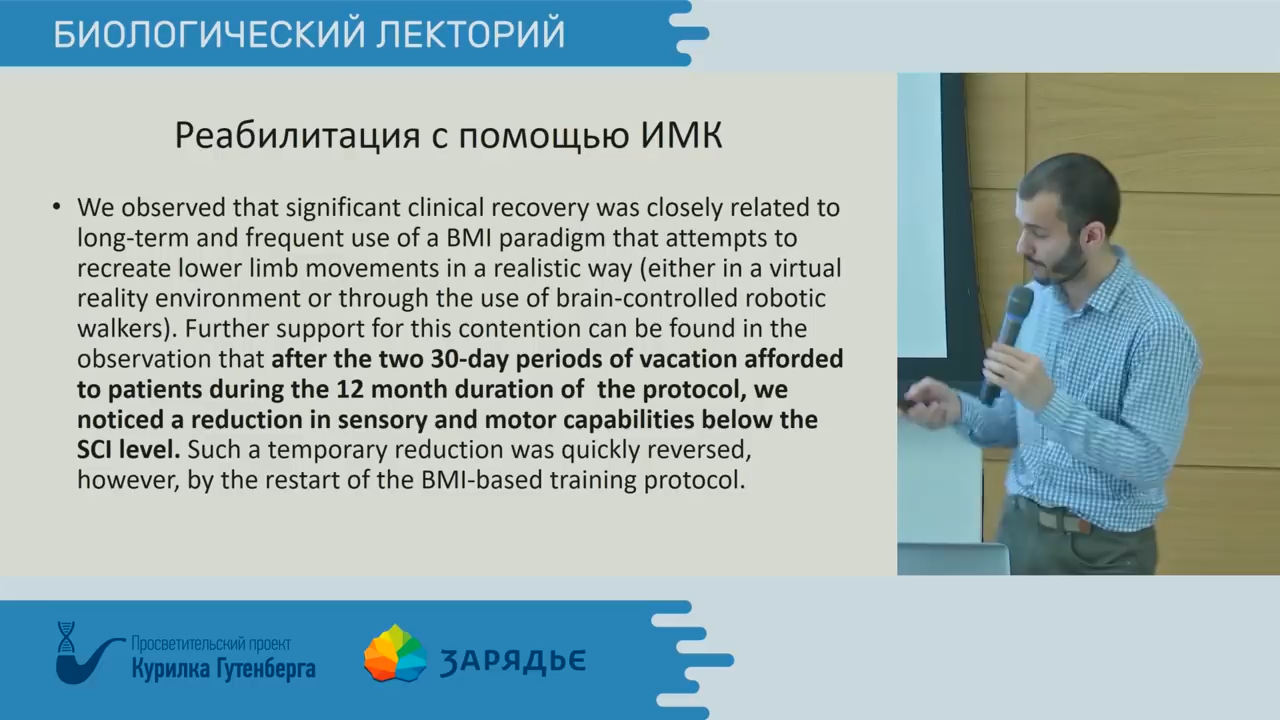 БИОЛОГИЧЕСКИЙ ЛЕКТОРИЙ
Реабилитация с помощью ИМК
• We observed that significant clinical recovery was closely related to
long-term and frequent use of a BMI paradigm that attempts to
recreate lower limb movements in a realistic way (either in a virtual
reality environment or through the use of brain-controlled robotic
walkers). Further support for this contention can be found in the
observation that after the two 30-day periods of vacation afforded
to patients during the 12 month duration of the protocol, we
noticed a reduction in sensory and motor capabilities below the
SCI level. Such a temporary reduction was quickly reversed,
however, by the restart of the BMI-based training protocol.
Просветительский проект
Курилка Гутенберга
ЗАРЯДЬЕ